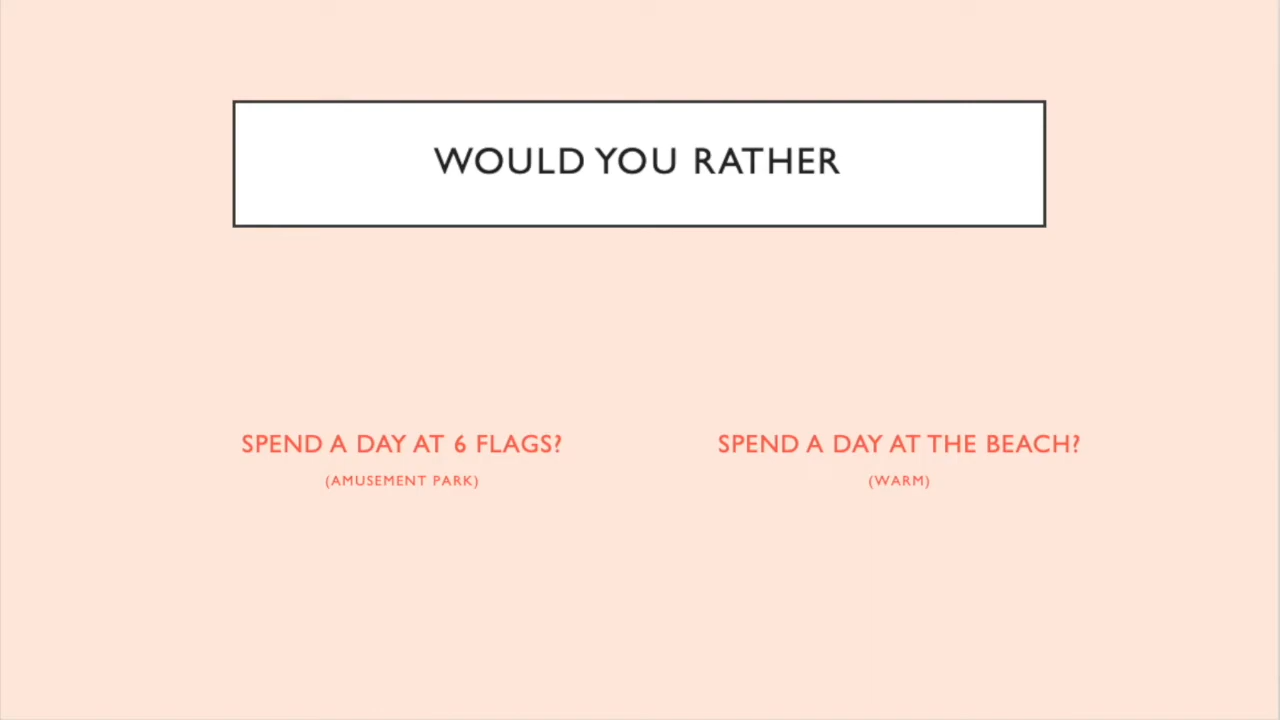 WOULD YOU RATHER
SPEND A DAY AT 6 FLAGS?
(AMUSEMENT PARK)
SPEND A DAY AT THE BEACH?
(WARM)